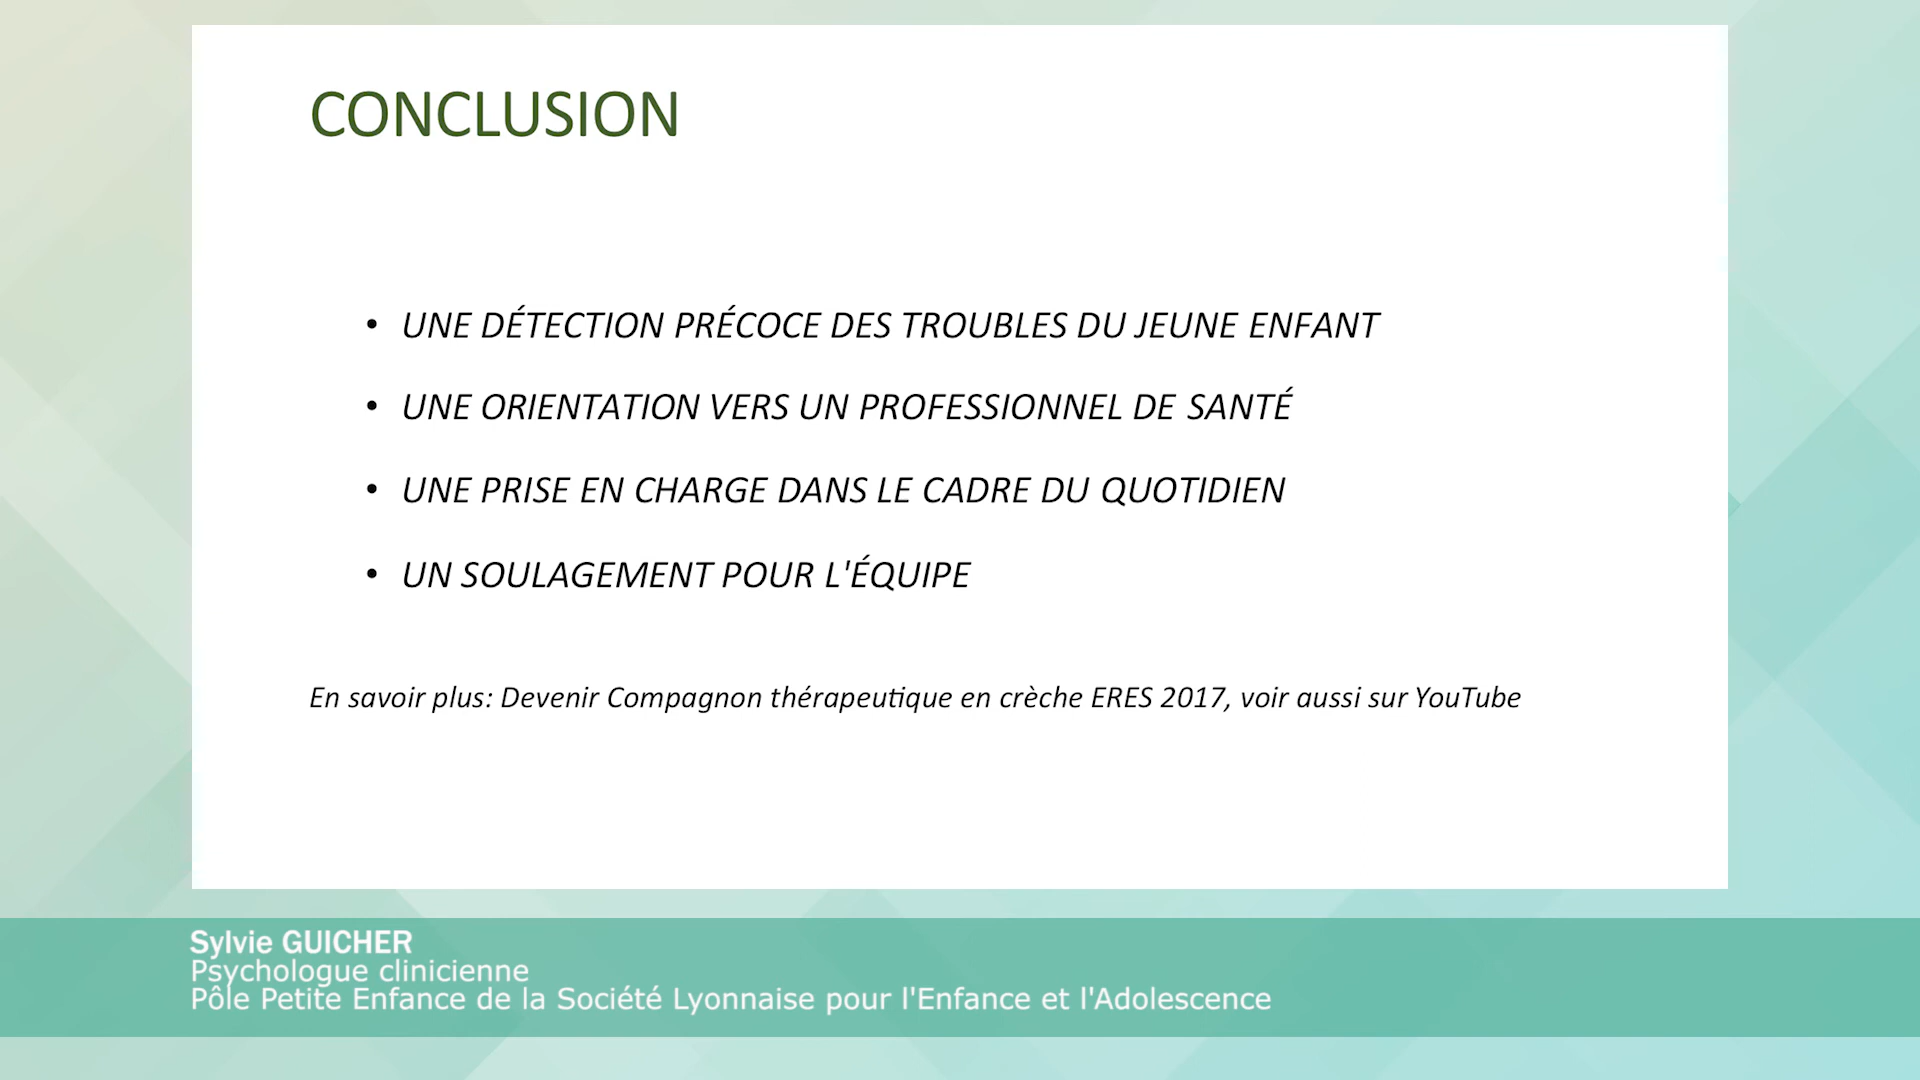 CONCLUSION
• UNE DÉTECTION PRÉCOCE DES TROUBLES DU JEUNE ENFANT
• UNE ORIENTATION VERS UN PROFESSIONNEL DE SANTÉ
• UNE PRISE EN CHARGE DANS LE CADRE DU QUOTIDIEN
• UN SOULAGEMENT POUR L'ÉQUIPE
En savoir plus: Devenir Compagnon thérapeutique en crèche ERES 2017, voir aussi sur YouTube
Sylvie GUICHER
Psychologue clinicienne
Pôle Petite Enfance de la Société Lyonnaise pour l'Enfance et l'Adolescence